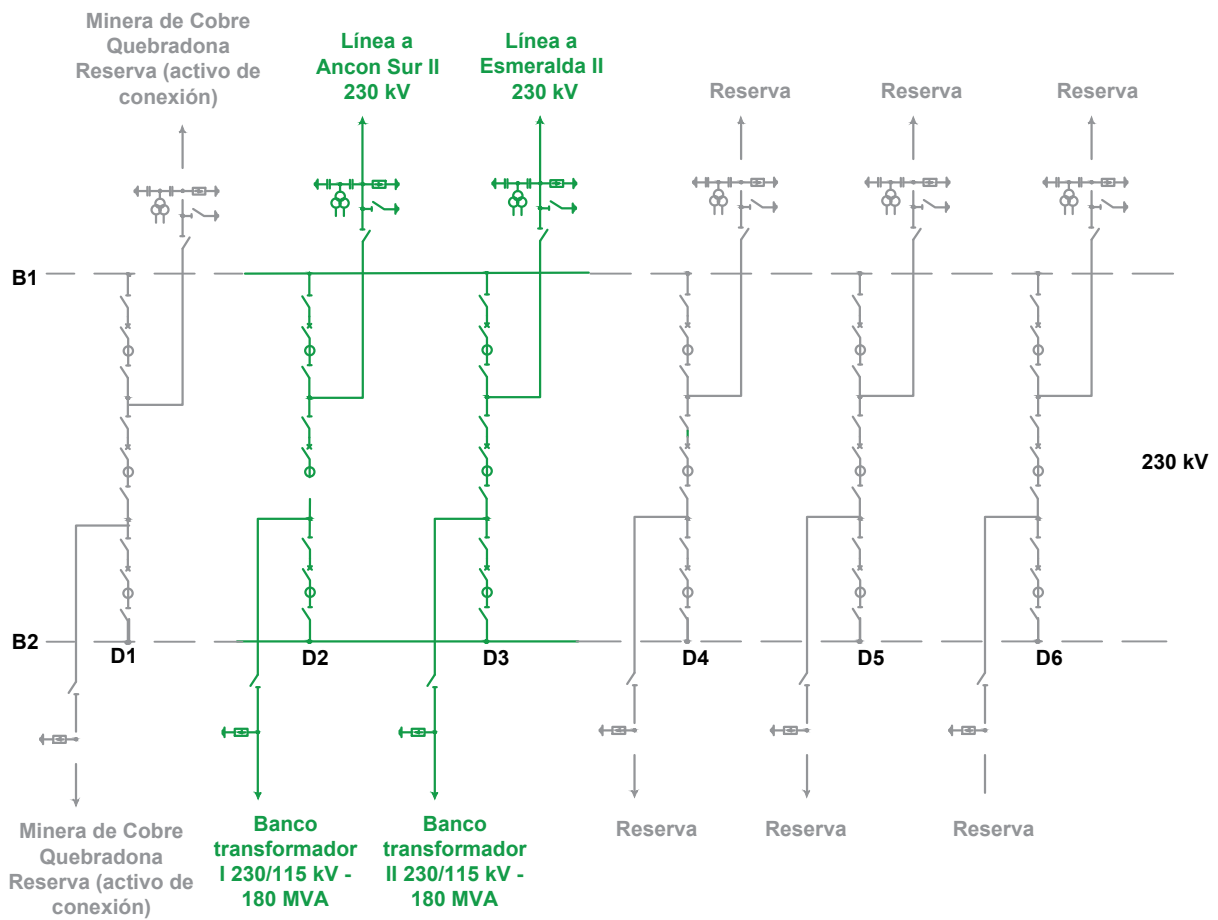 Minera de Cobre
Quebradona
Reserva (activo de
conexión)
Línea a
Ancon Sur II
230 kV
Línea a
Esmeralda II
230 kV
Reserva
Reserva
Reserva
B1
230 kV
B2
D1
D2
D3
D4
D5
D6
Minera de Cobre
Quebradona
Reserva (activo de
conexión)
Banco
transformador
I 230/115 kV -
180 MVA
Banco
transformador
II 230/115 kV -
180 MVA
Reserva
Reserva
Reserva